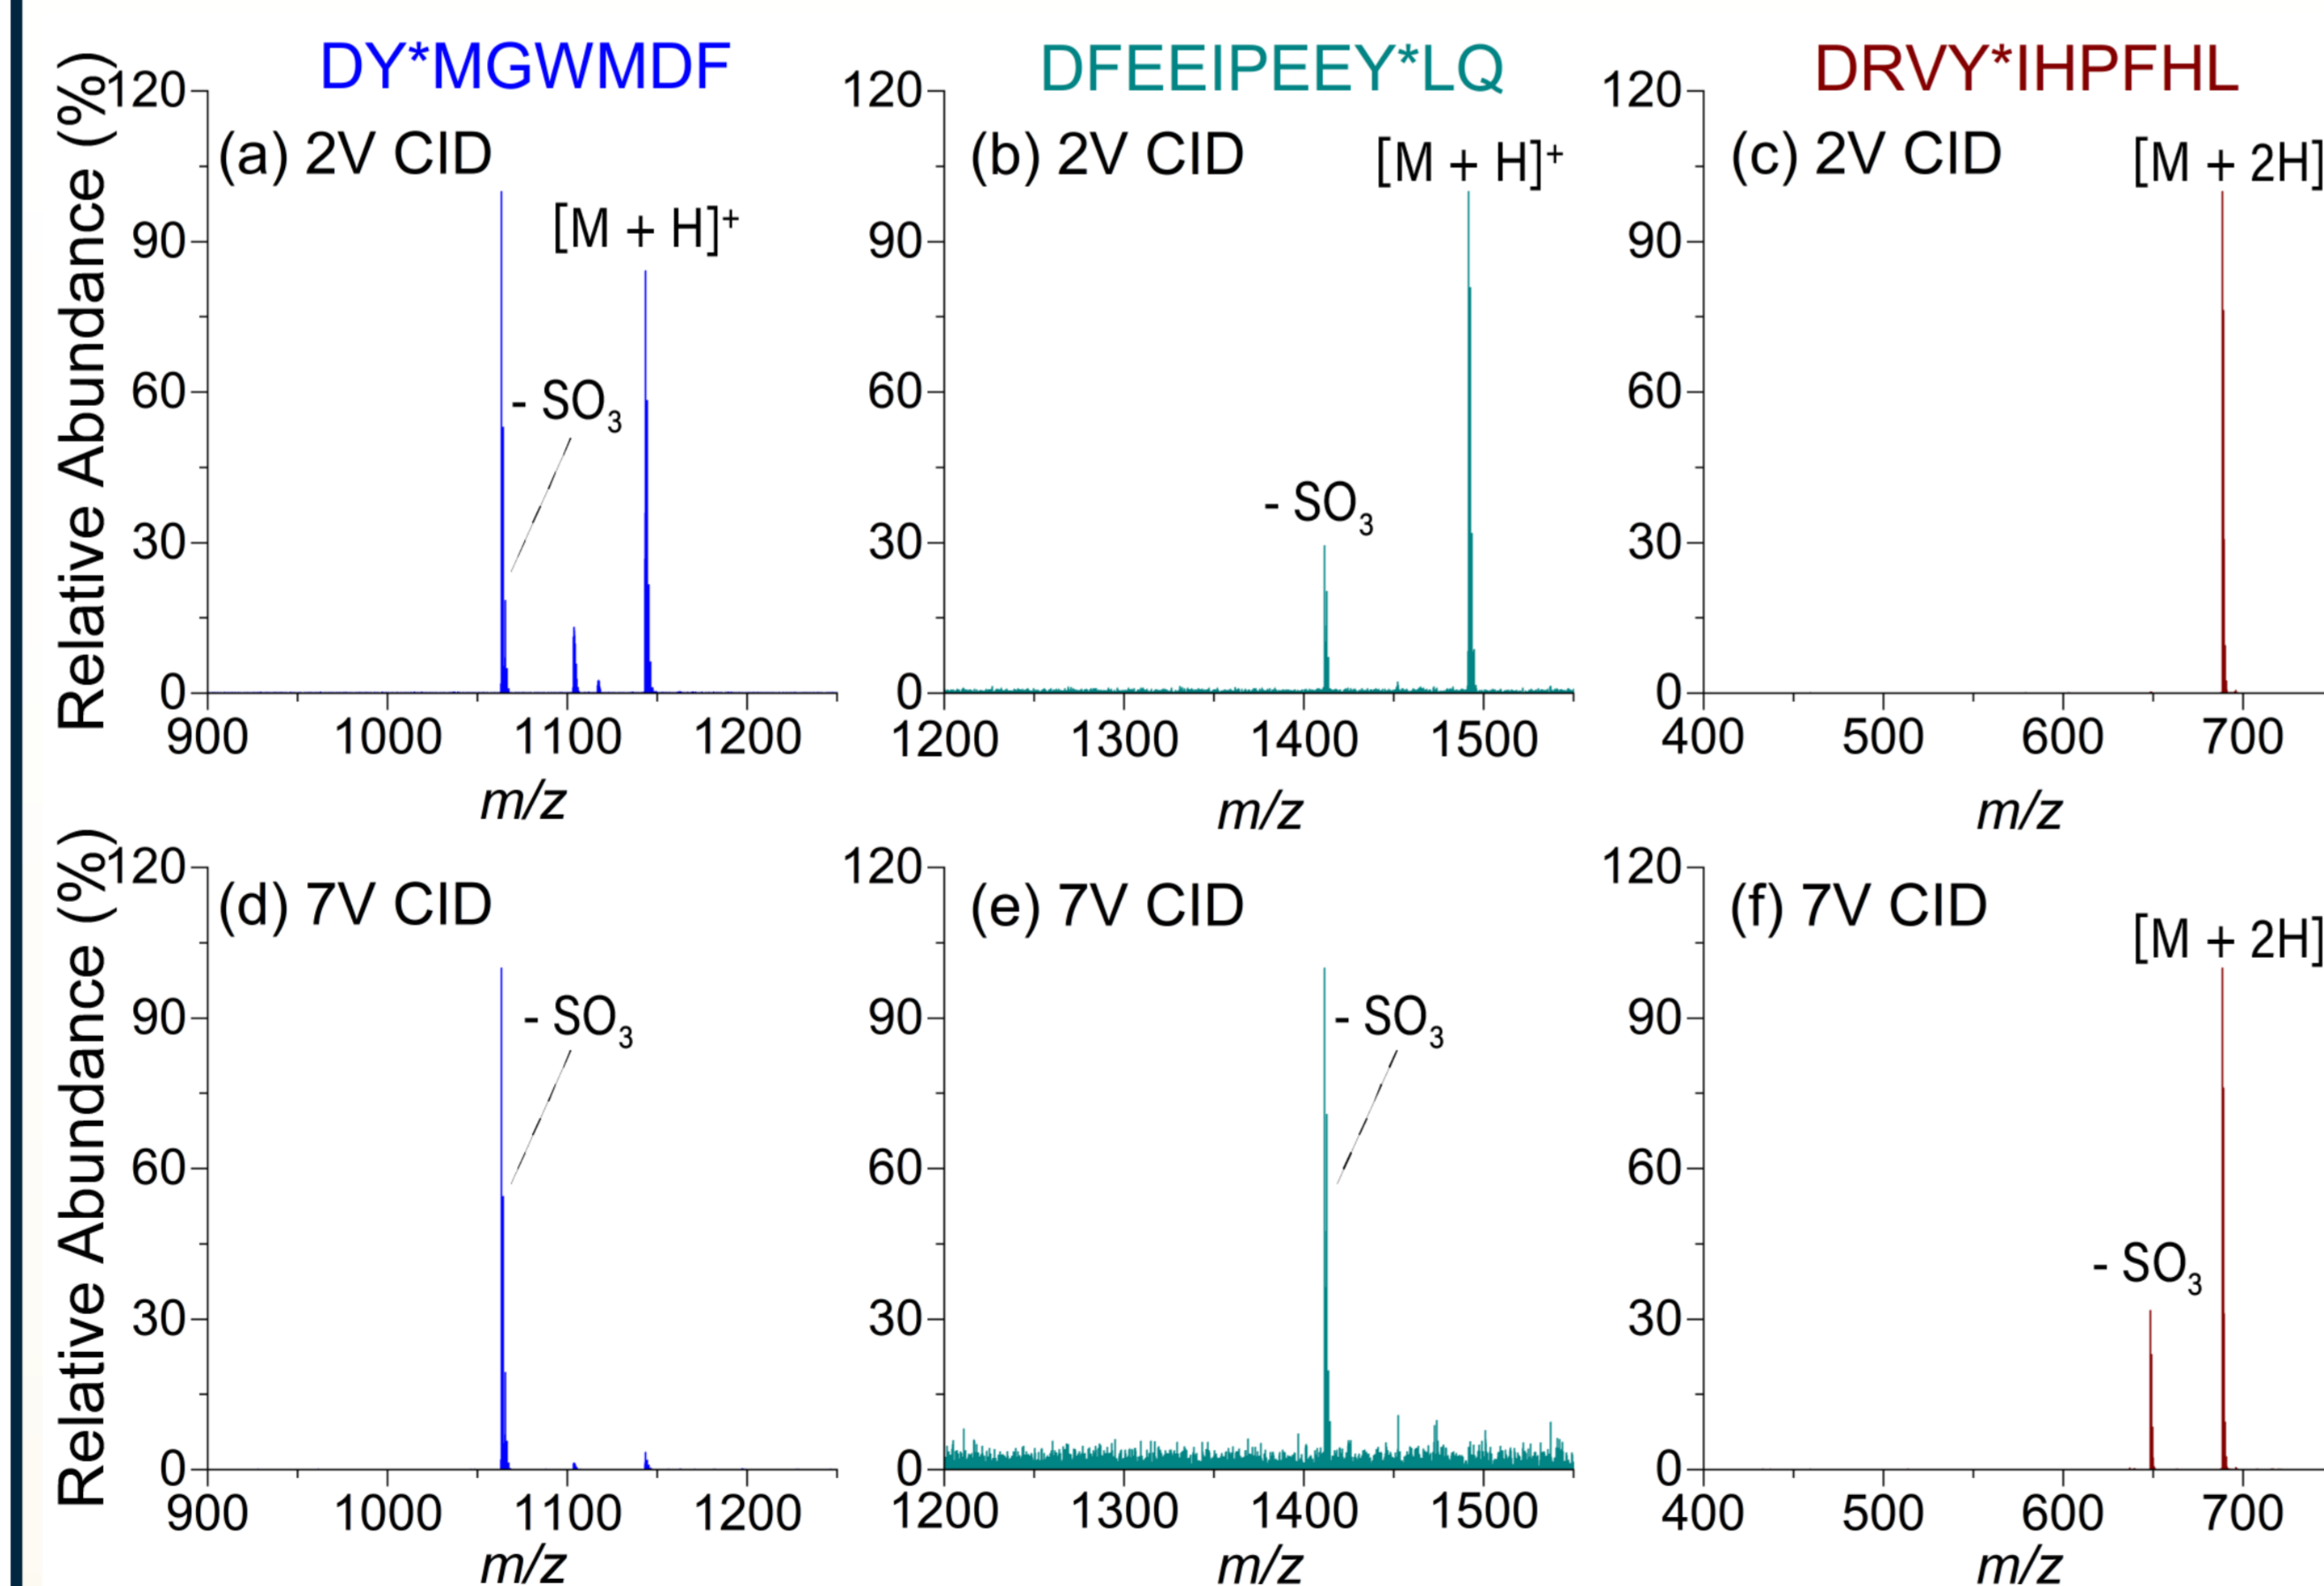 DY*MGWMDF
DFEEIPEEY*LQ
DRVY*IHPFHL
Relative Abundance (%)
120
90
60
30
0
(a) 2V CID
[M + H]⁺
- SO₃
900 1000 1100 1200
m/z
120
90
60
30
0
(b) 2V CID
[M + H]⁺
- SO₃
1200 1300 1400 1500
m/z
120
90
60
30
0
(c) 2V CID
[M + 2H]
400 500 600 700
m/z
Relative Abundance (%)
120
90
60
30
0
(d) 7V CID
- SO₃
900 1000 1100 1200
m/z
120
90
60
30
0
(e) 7V CID
- SO₃
1200 1300 1400 1500
m/z
120
90
60
30
0
(f) 7V CID
[M + 2H]
- SO₃
400 500 600 700
m/z